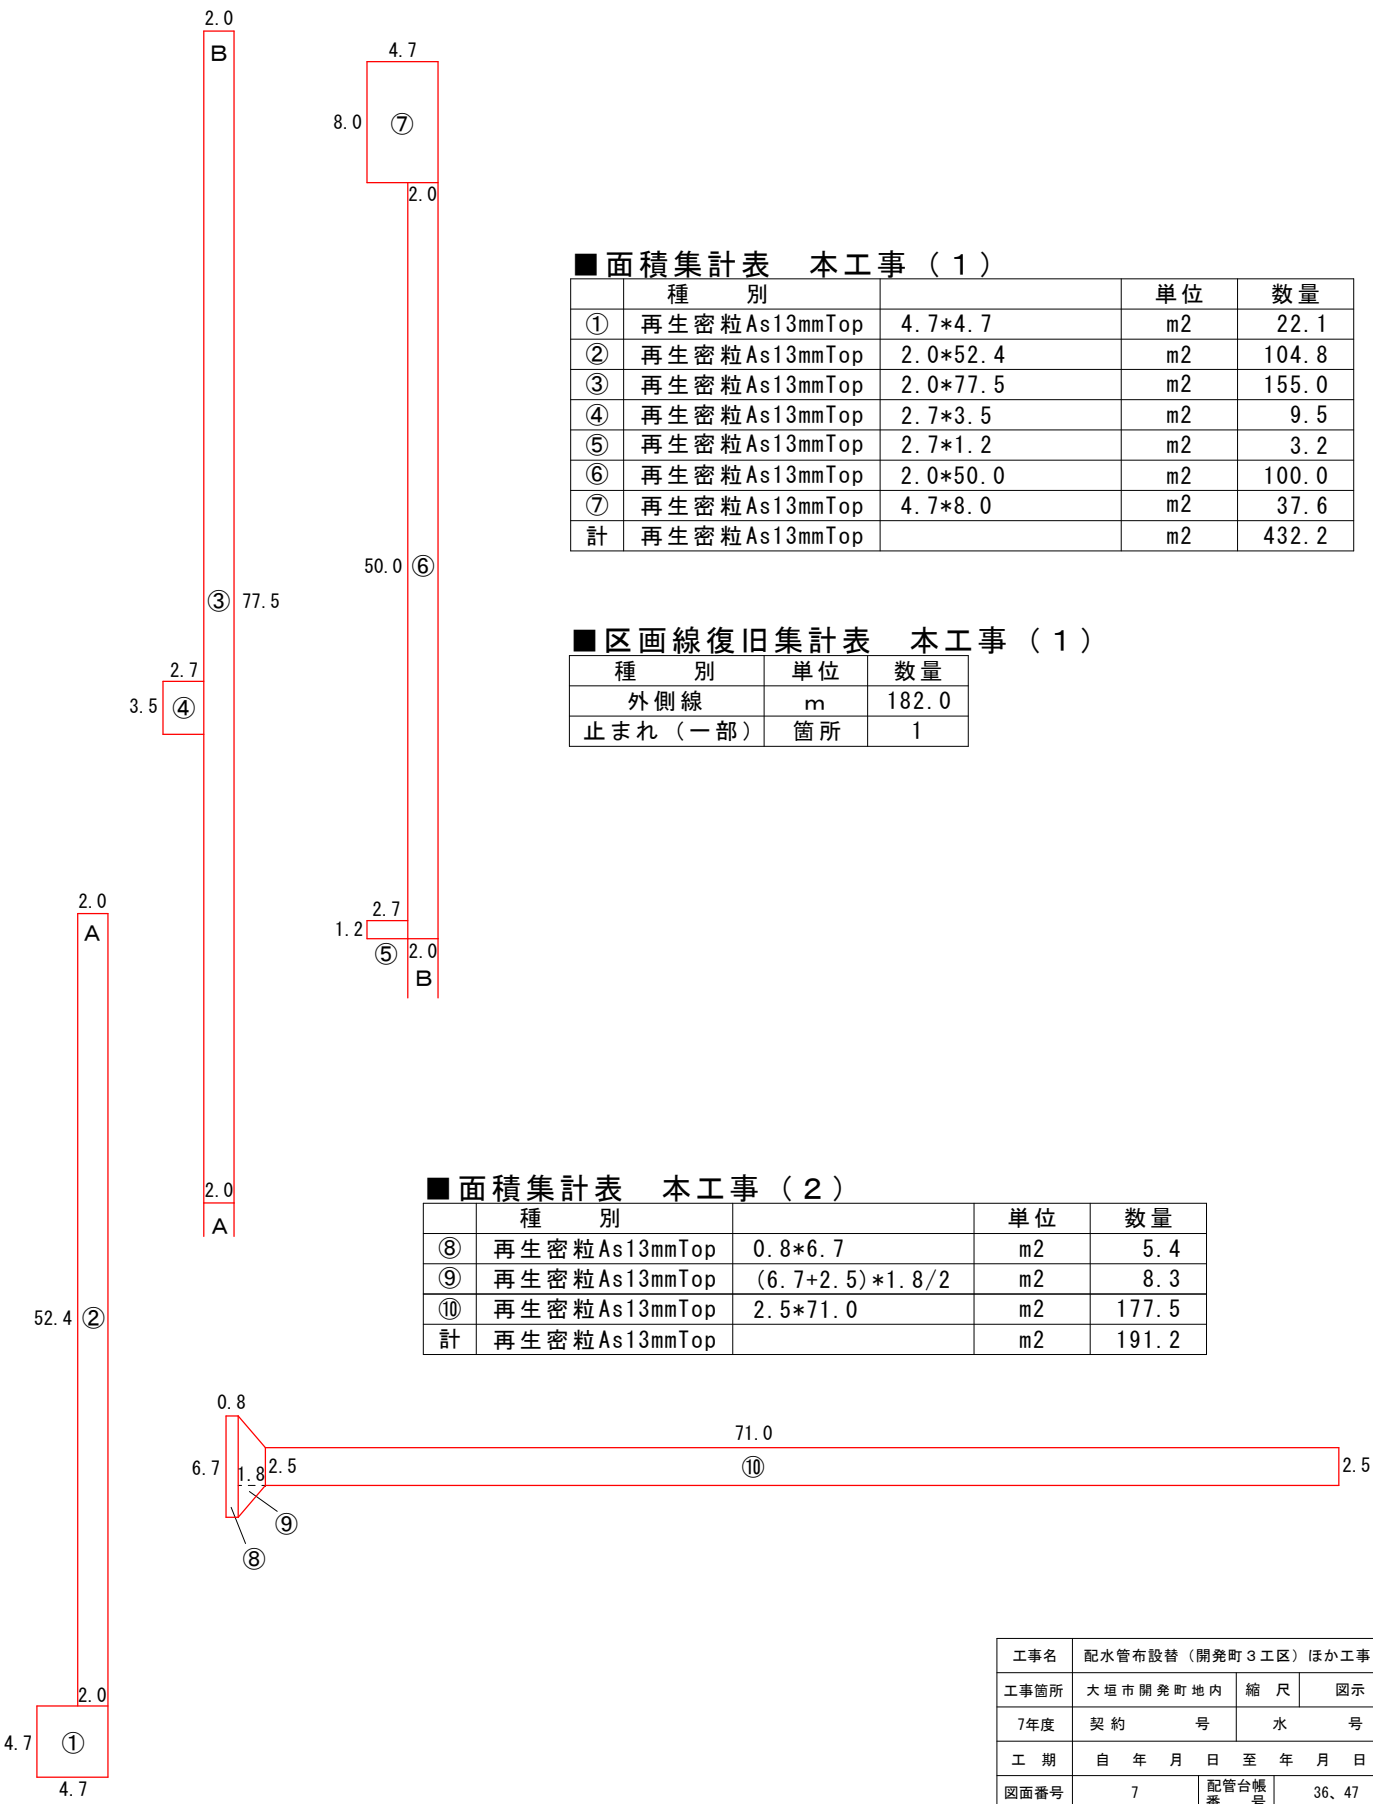 2.0
B
4.7
8.0 ⑦
2.0
■面積集計表　本工事（１）
種　別 単位 数量
① 再生密粒As13mmTop 4.7*4.7 m2 22.1
② 再生密粒As13mmTop 2.0*52.4 m2 104.8
③ 再生密粒As13mmTop 2.0*77.5 m2 155.0
④ 再生密粒As13mmTop 2.7*3.5 m2 9.5
⑤ 再生密粒As13mmTop 2.7*1.2 m2 3.2
⑥ 再生密粒As13mmTop 2.0*50.0 m2 100.0
⑦ 再生密粒As13mmTop 4.7*8.0 m2 37.6
計 再生密粒As13mmTop m2 432.2
50.0 ⑥
③ 77.5
■区画線復旧集計表　本工事（１）
種　別 単位 数量
外側線 m 182.0
止まれ（一部） 箇所 1
2.7
3.5 ④
2.0
A
2.7
1.2
⑤ 2.0
B
2.0
A
■面積集計表　本工事（２）
種　別 単位 数量
⑧ 再生密粒As13mmTop 0.8*6.7 m2 5.4
⑨ 再生密粒As13mmTop (6.7+2.5)*1.8/2 m2 8.3
⑩ 再生密粒As13mmTop 2.5*71.0 m2 177.5
計 再生密粒As13mmTop m2 191.2
52.4 ②
0.8
71.0
6.7 1.8 2.5 ⑩ 2.5
⑨
⑧
2.0
4.7 ①
4.7
工事名 配水管布設替（開発町３工区）ほか工事
工事箇所 大垣市開発町地内 縮尺 図示
7年度 契約　号 水　号
工期 自　年　月　日　至　年　月　日
図面番号 7 配管台帳番号 36、47